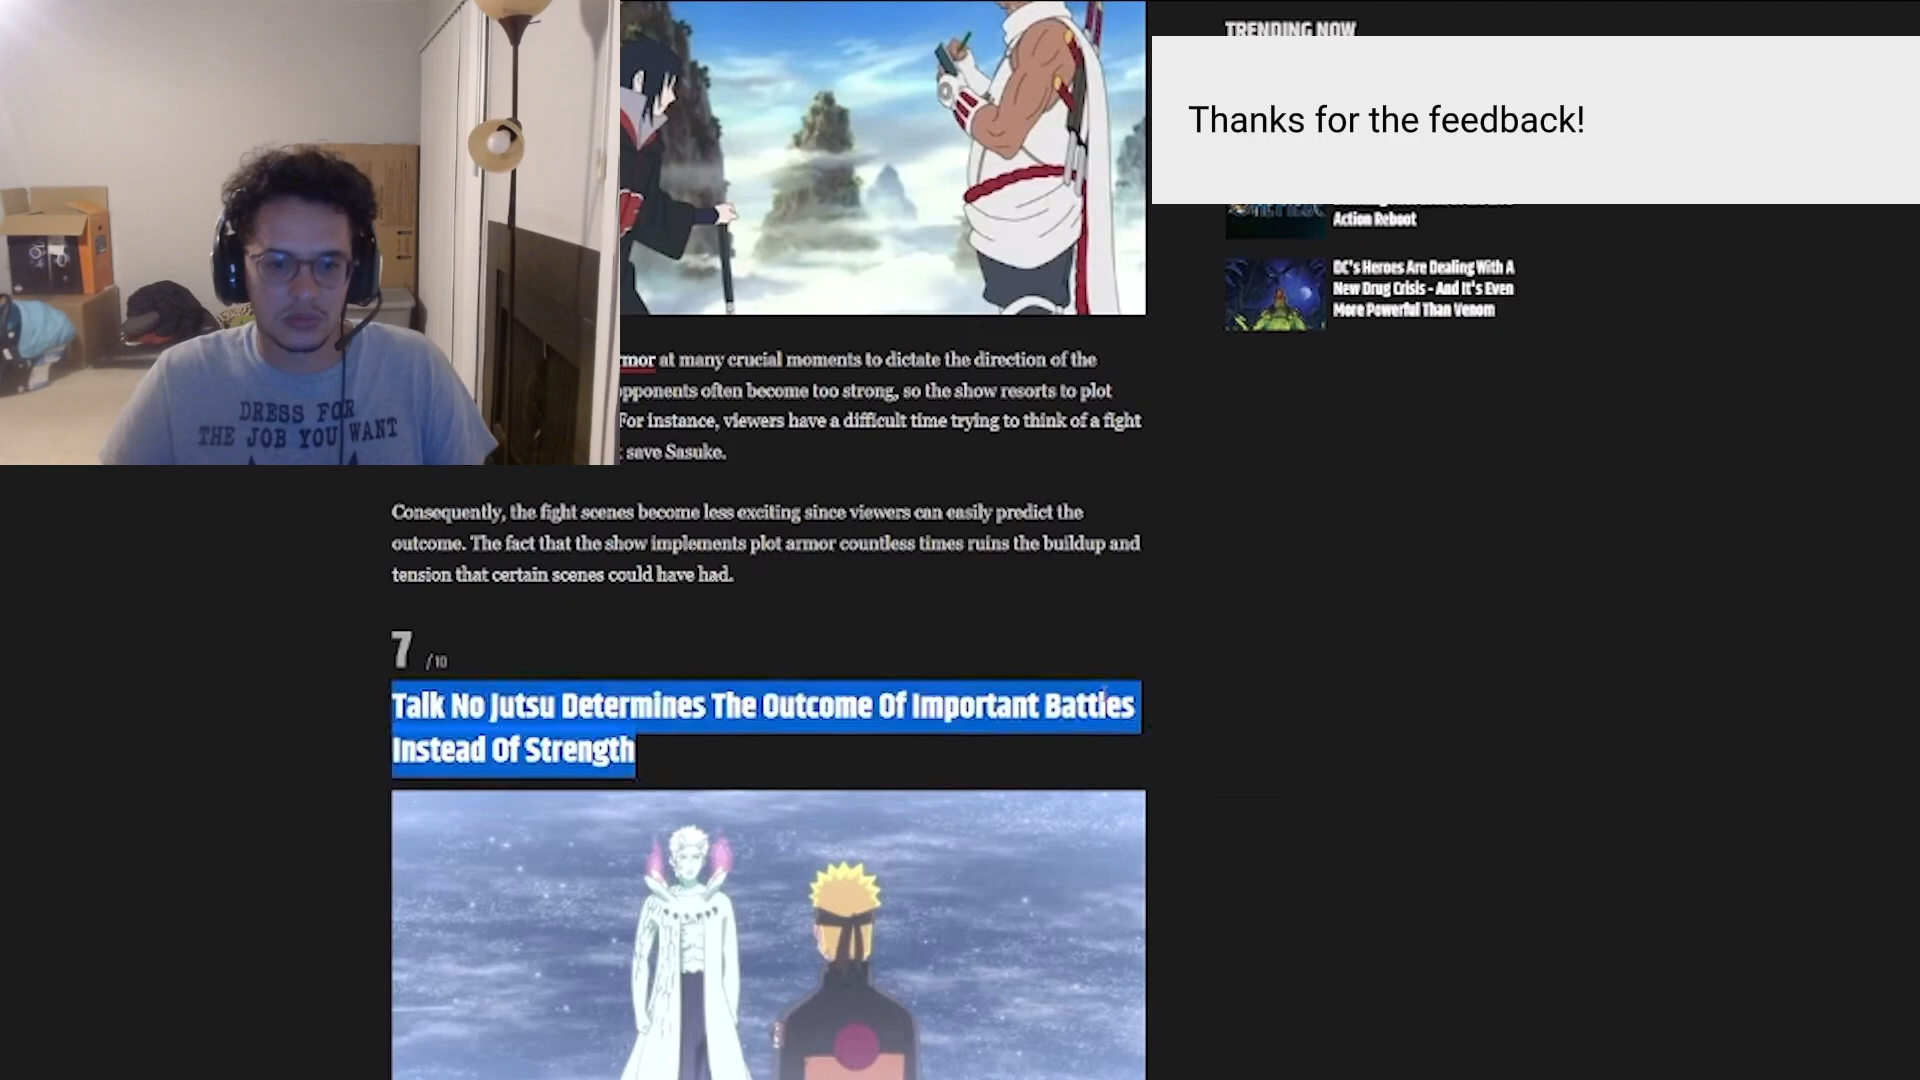 TRENDING NOW
Thanks for the feedback!
Action Reboot
DC's Heroes Are Dealing With A
New Drug Crisis - And It's Even
More Powerful Than Venom
DRESS FOR
THE JOB YOU WANT
at many crucial moments to dictate the direction of the
opponents often become too strong, so the show resorts to plot
For instance, viewers have a difficult time trying to think of a fight
save Sasuke.
Consequently, the fight scenes become less exciting since viewers can easily predict the
outcome. The fact that the show implements plot armor countless times ruins the buildup and
tension that certain scenes could have had.
7 /10
Talk No Jutsu Determines The Outcome Of Important Battles
Instead Of Strength